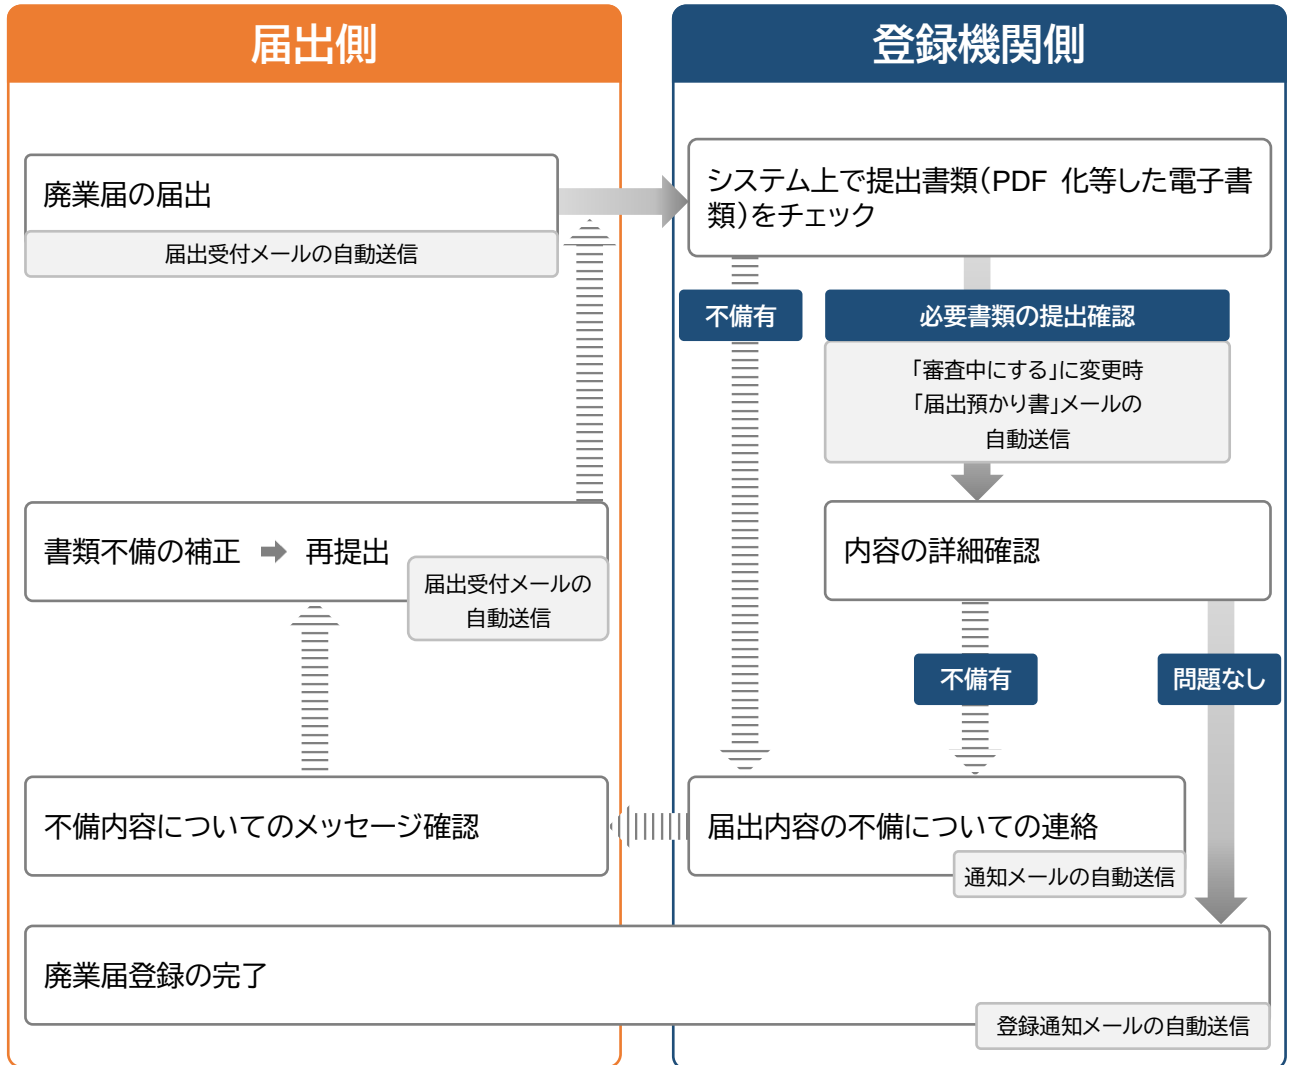 届出側
登録機関側
廃業届の届出
届出受付メールの自動送信
システム上で提出書類(PDF 化等した電子書
類)をチェック
不備有
必要書類の提出確認
「審査中にする」に変更時
「届出預かり書」メールの
自動送信
書類不備の補正 ➡ 再提出
届出受付メールの
自動送信
内容の詳細確認
不備有
問題なし
不備内容についてのメッセージ確認
届出内容の不備についての連絡
通知メールの自動送信
廃業届登録の完了
登録通知メールの自動送信